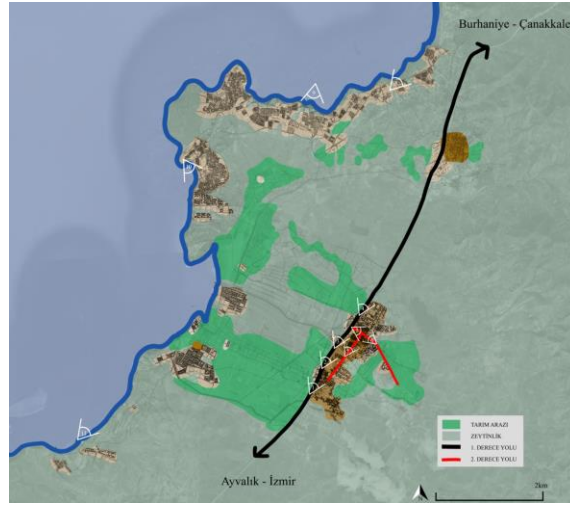 Burhaniye - Çanakkale
TARIM ARAZI
ZEYTİNLİK
1. DERECE YOLU
2. DERECE YOLU
2km
Ayvalık - İzmir